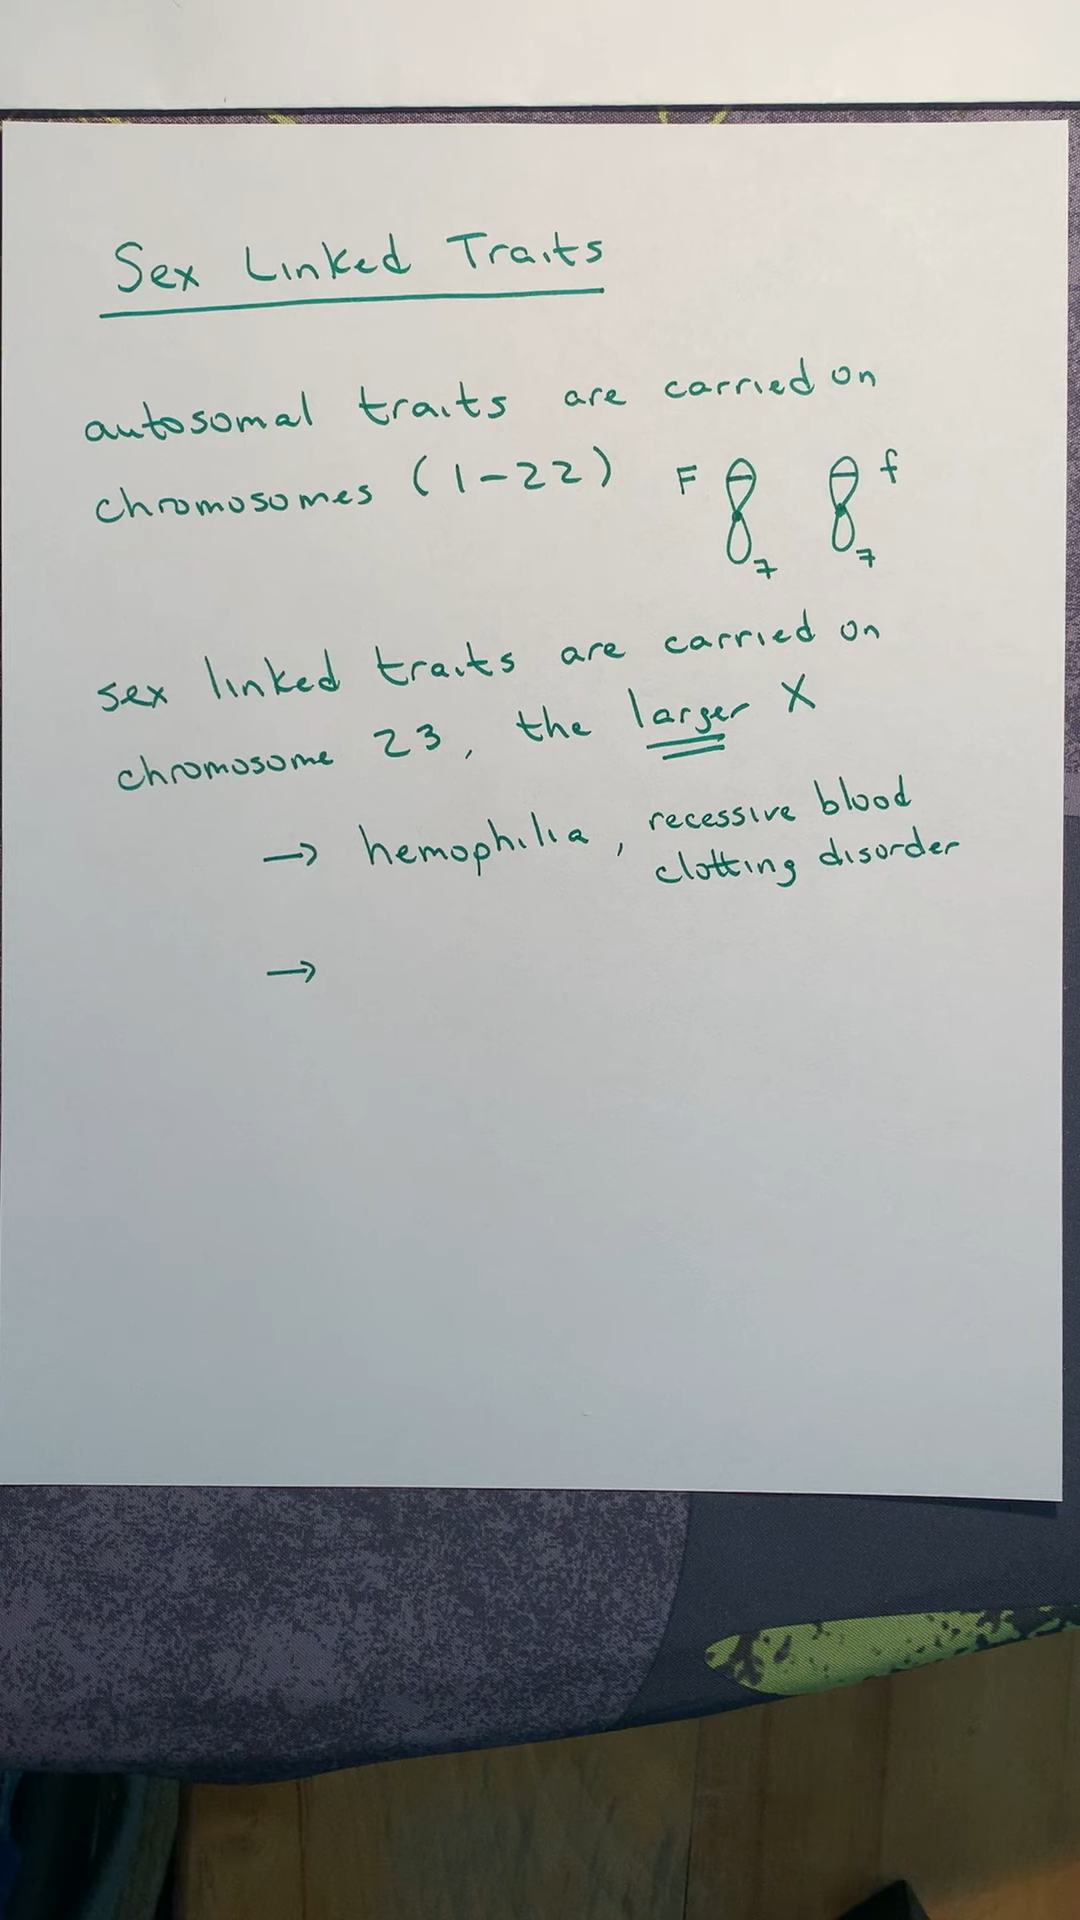 Sex Linked Traits
autosomal traits are carried on
chromosomes (1-22) F 7 f 7
sex linked traits are carried on
chromosome 23, the larger X
→ hemophilia, recessive blood
clotting disorder
→